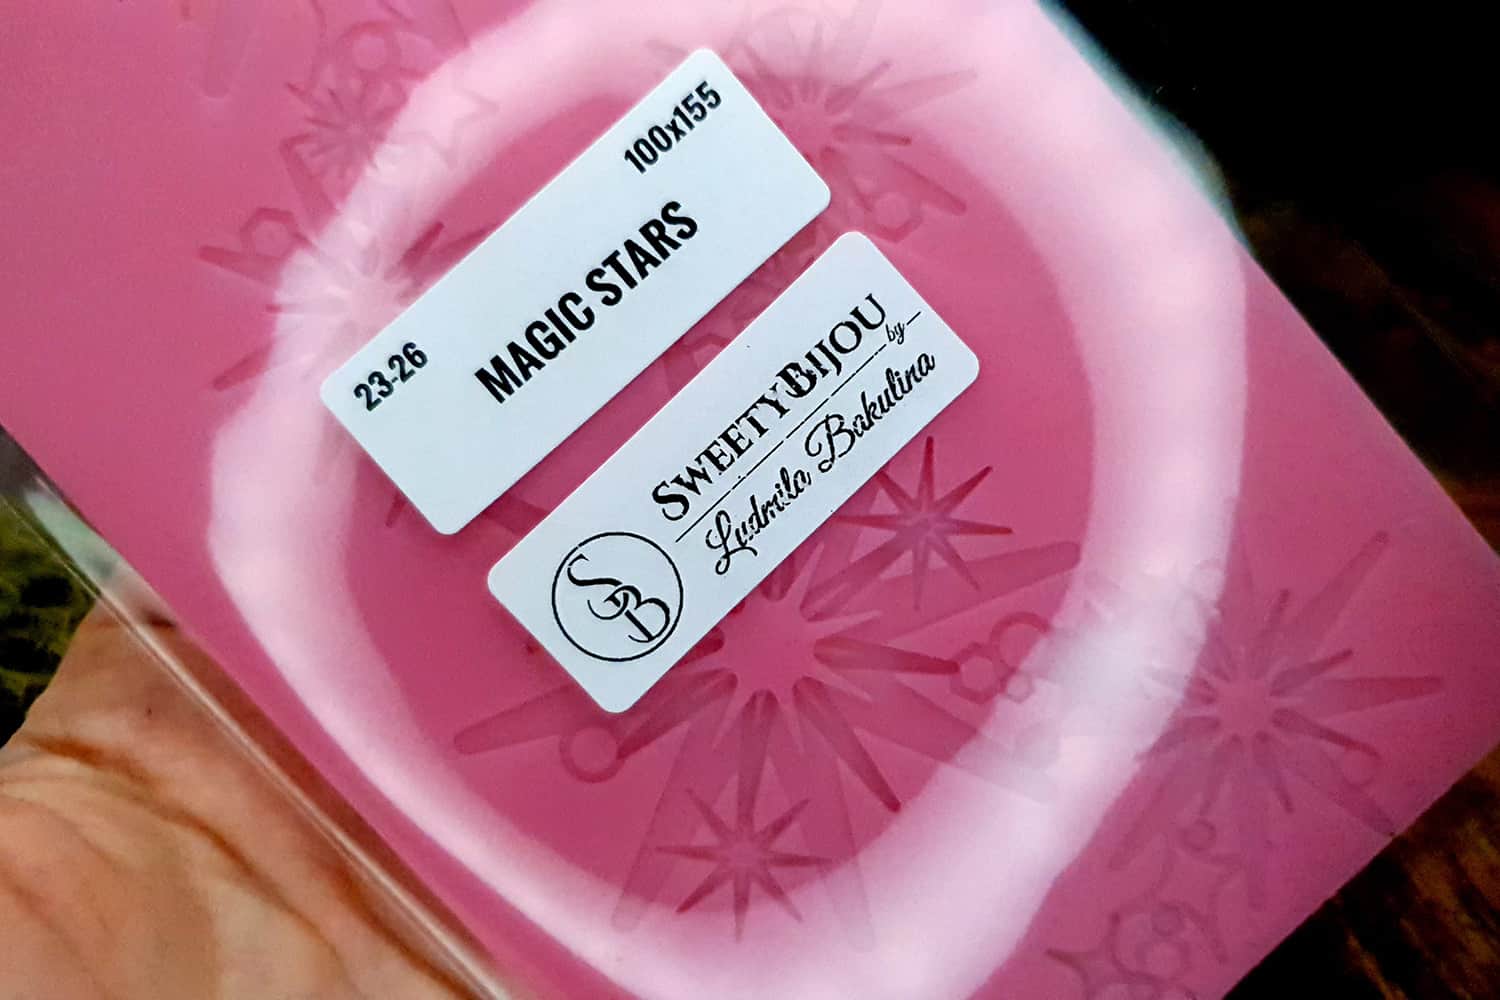 100x155
MAGIC STARS
23-26
SWEETYBIJOU
by
Ludmila Bakulina
SB